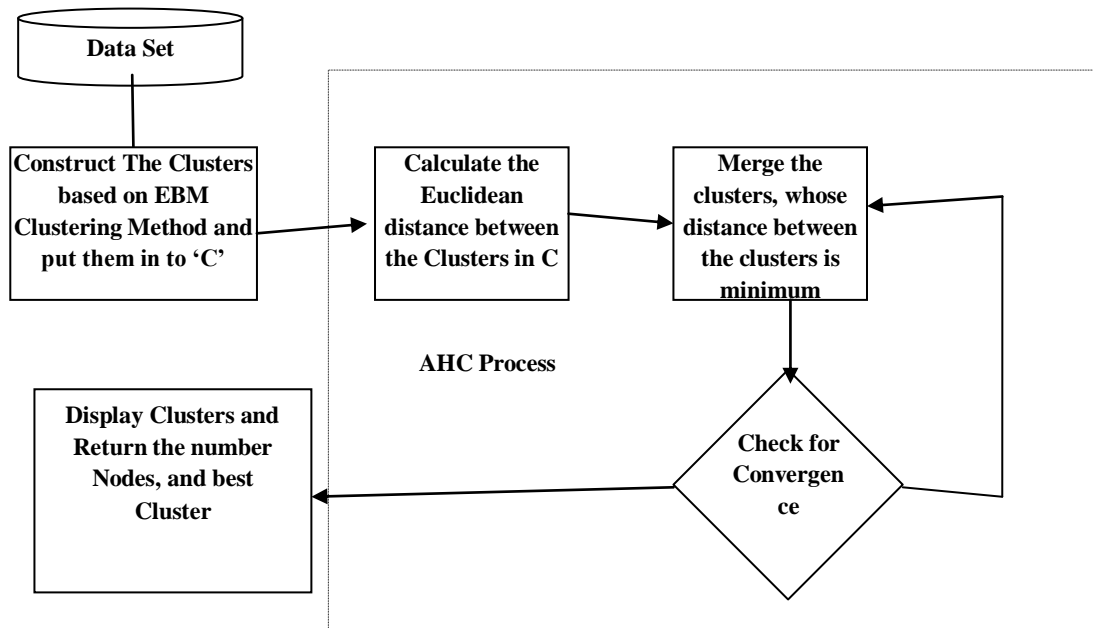 Data Set
Construct The Clusters
based on EBM
Clustering Method and
put them in to ‘C’
Calculate the
Euclidean
distance between
the Clusters in C
Merge the
clusters, whose
distance between
the clusters is
minimum
AHC Process
Display Clusters and
Return the number
Nodes, and best
Cluster
Check for
Convergen
ce